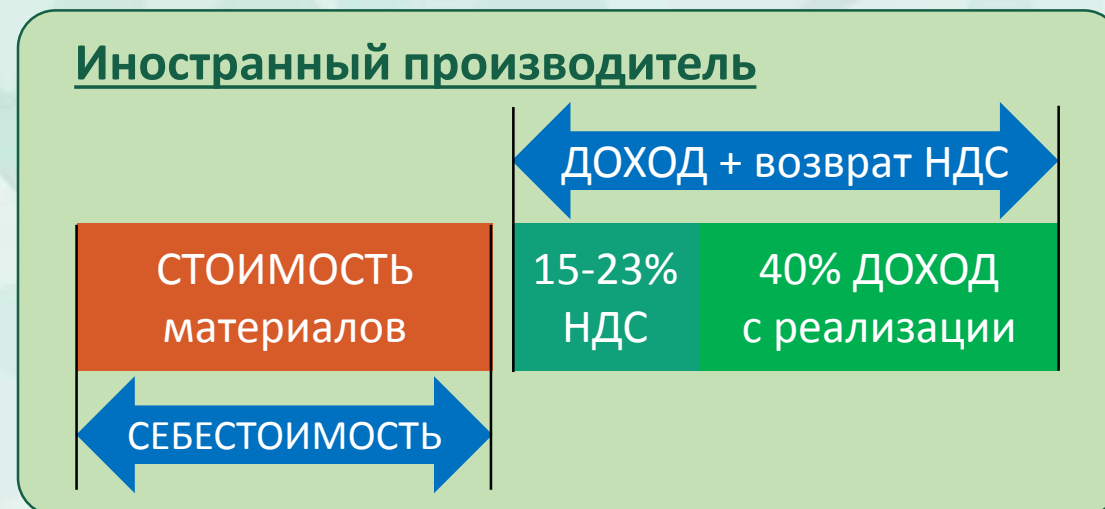 Иностранный производитель
ДОХОД + возврат НДС
СТОИМОСТЬ
материалов
15-23%
НДС
40% ДОХОД
с реализации
СЕБЕСТОИМОСТЬ